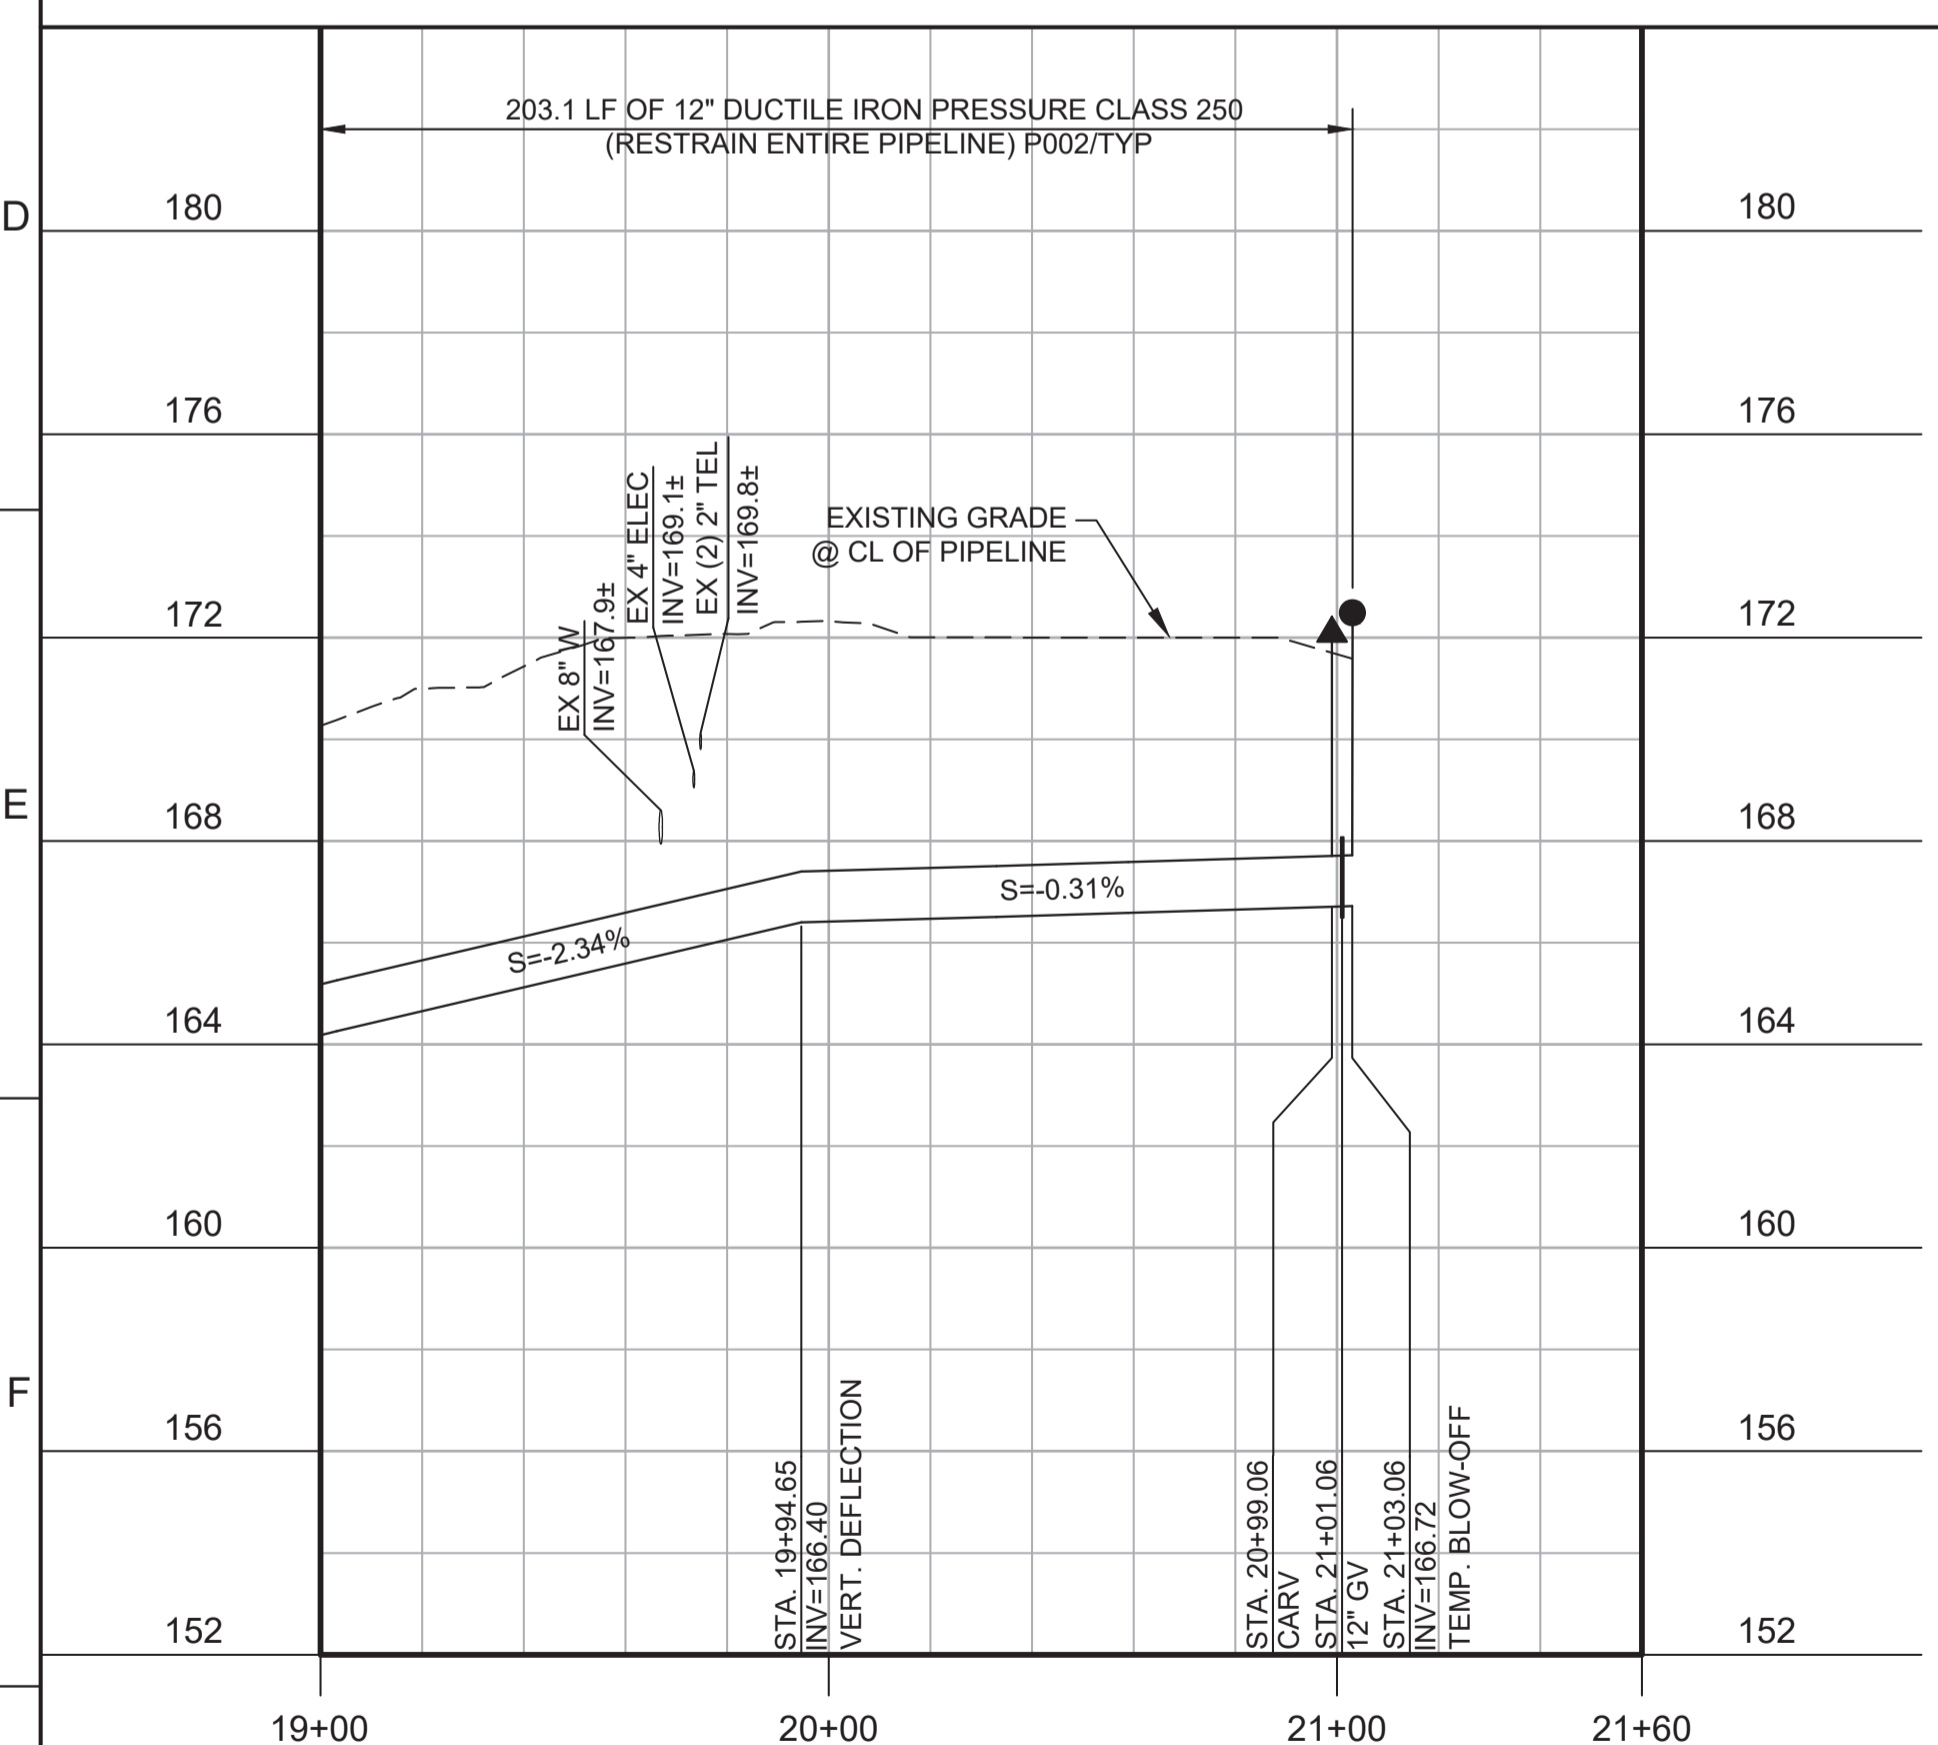 203.1 LF OF 12" DUCTILE IRON PRESSURE CLASS 250
(RESTRAIN ENTIRE PIPELINE) P002/TYP
D
180
180
176
176
EX 8" W
INV=167.9±
EX 4" ELEC
INV=169.1±
EX (2) 2" TEL
INV=169.8±
EXISTING GRADE
@ CL OF PIPELINE
172
172
E
168
168
S=-0.31%
S=-2.34%
164
164
160
160
F
156
156
STA. 19+94.65
INV=166.40
VERT. DEFLECTION
STA. 20+99.06
CARV
STA. 21+01.06
12" GV
STA. 21+03.06
INV=166.72
TEMP. BLOW-OFF
152
152
19+00
20+00
21+00
21+60